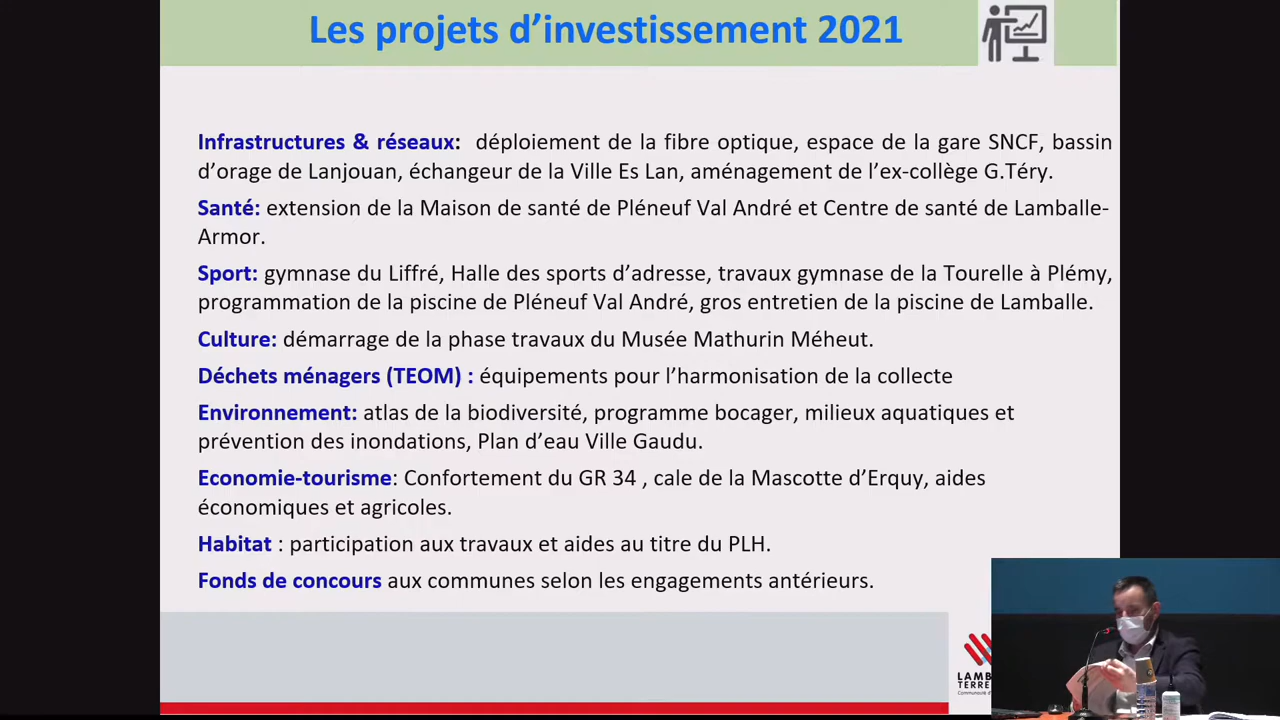 Les projets d’investissement 2021
Infrastructures & réseaux: déploiement de la fibre optique, espace de la gare SNCF, bassin
d’orage de Lanjouan, échangeur de la Ville Es Lan, aménagement de l’ex-collège G.Téry.
Santé: extension de la Maison de santé de Pléneuf Val André et Centre de santé de Lamballe-
Armor.
Sport: gymnase du Liffré, Halle des sports d’adresse, travaux gymnase de la Tourelle à Plémy,
programmation de la piscine de Pléneuf Val André, gros entretien de la piscine de Lamballe.
Culture: démarrage de la phase travaux du Musée Mathurin Méheut.
Déchets ménagers (TEOM) : équipements pour l’harmonisation de la collecte
Environnement: atlas de la biodiversité, programme bocager, milieux aquatiques et
prévention des inondations, Plan d’eau Ville Gaudu.
Economie-tourisme: Confortement du GR 34 , cale de la Mascotte d’Erquy, aides
économiques et agricoles.
Habitat : participation aux travaux et aides au titre du PLH.
Fonds de concours aux communes selon les engagements antérieurs.
LAMB
TERRE